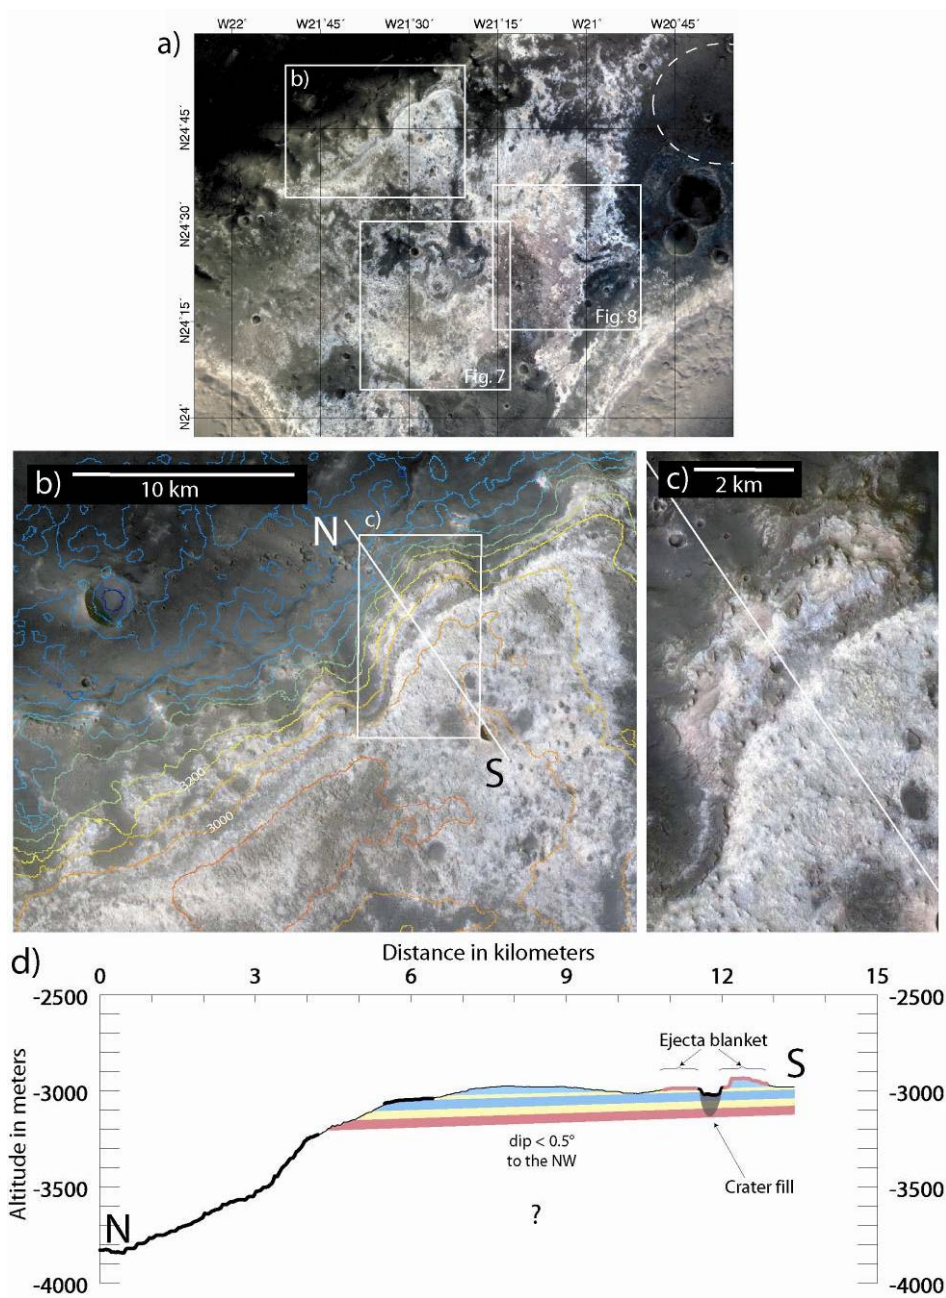 W22 W21˚45´ W21˚30´ W21˚15´ W21˚ W20˚45´
a)
b)
N24˚45´
N24˚30´
N24˚15´
N24˚
Fig. 8
Fig. 7
b)
10 km
N
c)
S
3200
3000
c)
2 km
d)
Distance in kilometers
0 3 6 9 12 15
-2500 -2500
-3000 -3000
-3500 -3500
-4000 -4000
Altitude in meters
Ejecta blanket
S
dip < 0.5°
to the NW
Crater fill
N
?